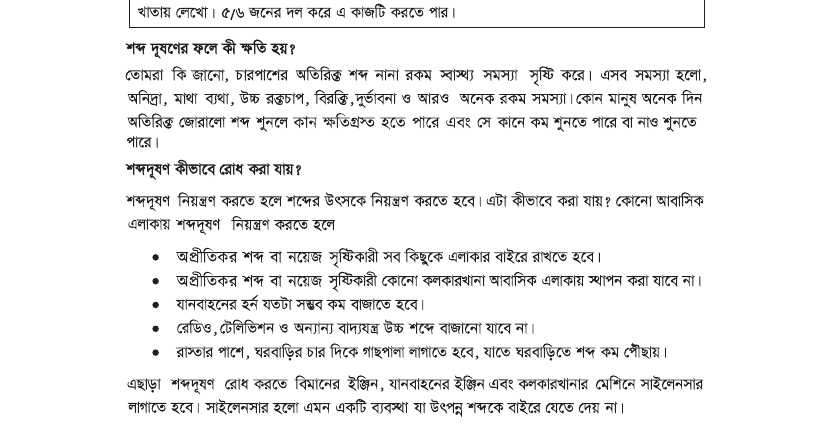 খাতায় লেখো। ৫/৬ জনের দল করে এ কাজটি করতে পার।
শব্দ দূষণের ফলে কী ক্ষতি হয়?
তোমরা কি জানো, চারপাশের অতিরিক্ত শব্দ নানা রকম স্বাস্থ্য সমস্যা সৃষ্টি করে। এসব সমস্যা হলো,
অনিদ্রা, মাথা ব্যথা, উচ্চ রক্তচাপ, বিরক্তি,দুর্ভাবনা ও আরও অনেক রকম সমস্যা।কোন মানুষ অনেক দিন
অতিরিক্ত জোরালো শব্দ শুনলে কান ক্ষতিগ্রস্ত হতে পারে এবং সে কানে কম শুনতে পারে বা নাও শুনতে
পারে।
শব্দদূষণ কীভাবে রোধ করা যায়?
শব্দদূষণ নিয়ন্ত্রণ করতে হলে শব্দের উৎসকে নিয়ন্ত্রণ করতে হবে। এটা কীভাবে করা যায়? কোনো আবাসিক
এলাকায় শব্দদূষণ নিয়ন্ত্রণ করতে হলে
• অপ্রীতিকর শব্দ বা নয়েজ সৃষ্টিকারী সব কিছুকে এলাকার বাইরে রাখতে হবে।
• অপ্রীতিকর শব্দ বা নয়েজ সৃষ্টিকারী কোনো কলকারখানা আবাসিক এলাকায় স্থাপন করা যাবে না।
• যানবাহনের হর্ন যতটা সম্ভব কম বাজাতে হবে।
• রেডিও,টেলিভিশন ও অন্যান্য বাদ্যযন্ত্র উচ্চ শব্দে বাজানো যাবে না।
• রাস্তার পাশে, ঘরবাড়ির চার দিকে গাছপালা লাগাতে হবে, যাতে ঘরবাড়িতে শব্দ কম পৌঁছায়।
এছাড়া শব্দদূষণ রোধ করতে বিমানের ইঞ্জিন, যানবাহনের ইঞ্জিন এবং কলকারখানার মেশিনে সাইলেনসার
লাগাতে হবে। সাইলেনসার হলো এমন একটি ব্যবস্থা যা উৎপন্ন শব্দকে বাইরে যেতে দেয় না।